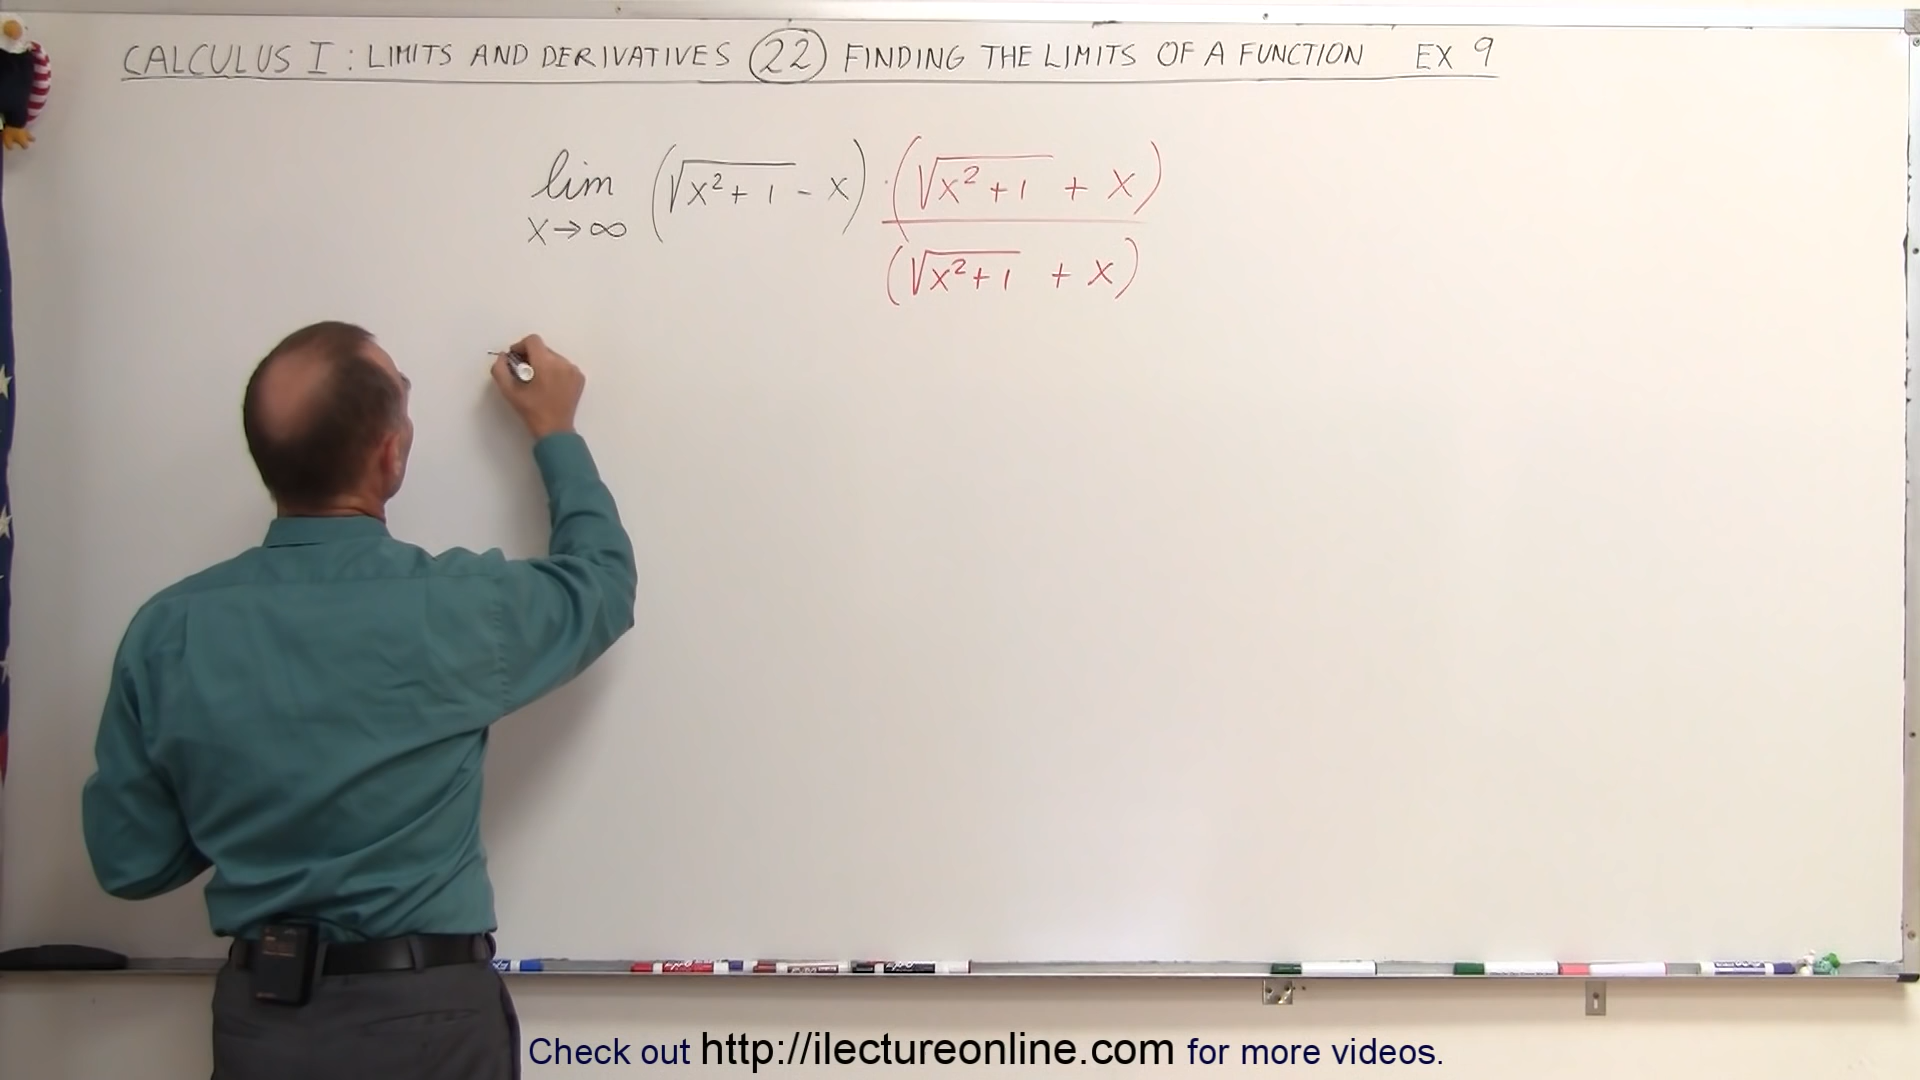 CALCULUS I : LIMITS AND DERIVATIVES 22 FINDING THE LIMITS OF A FUNCTION EX 9
lim (√x²+1 - x) · (√x²+1 + x)
x→∞ (√x²+1 + x)
Check out http://ilectureonline.com for more videos.